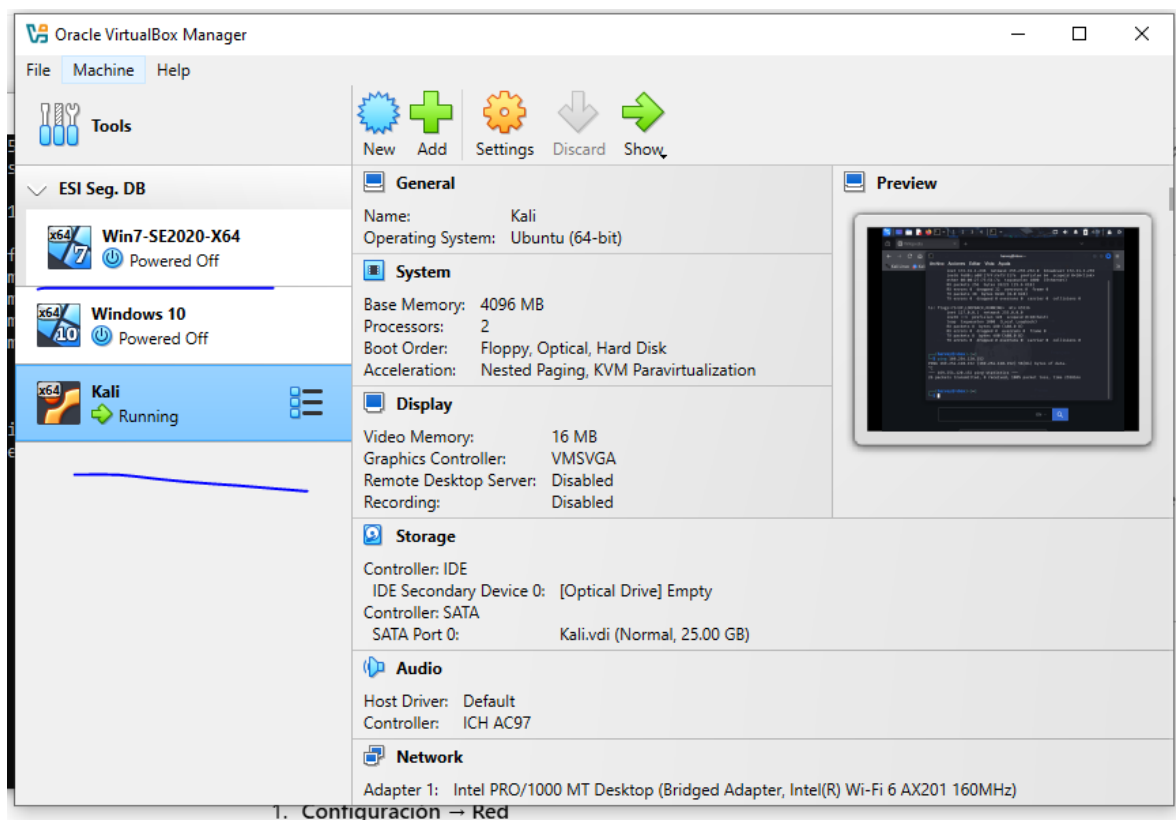 Oracle VirtualBox Manager
File Machine Help
Tools
New Add Settings Discard Show
ESI Seg. DB
x64 7 Win7-SE2020-X64
Powered Off
x64 10 Windows 10
Powered Off
x64 Kali
Running
General
Name: Kali
Operating System: Ubuntu (64-bit)
System
Base Memory: 4096 MB
Processors: 2
Boot Order: Floppy, Optical, Hard Disk
Acceleration: Nested Paging, KVM Paravirtualization
Display
Video Memory: 16 MB
Graphics Controller: VMSVGA
Remote Desktop Server: Disabled
Recording: Disabled
Storage
Controller: IDE
IDE Secondary Device 0: [Optical Drive] Empty
Controller: SATA
SATA Port 0: Kali.vdi (Normal, 25.00 GB)
Audio
Host Driver: Default
Controller: ICH AC97
Network
Adapter 1: Intel PRO/1000 MT Desktop (Bridged Adapter, Intel(R) Wi-Fi 6 AX201 160MHz)
Preview
1. Configuración → Red